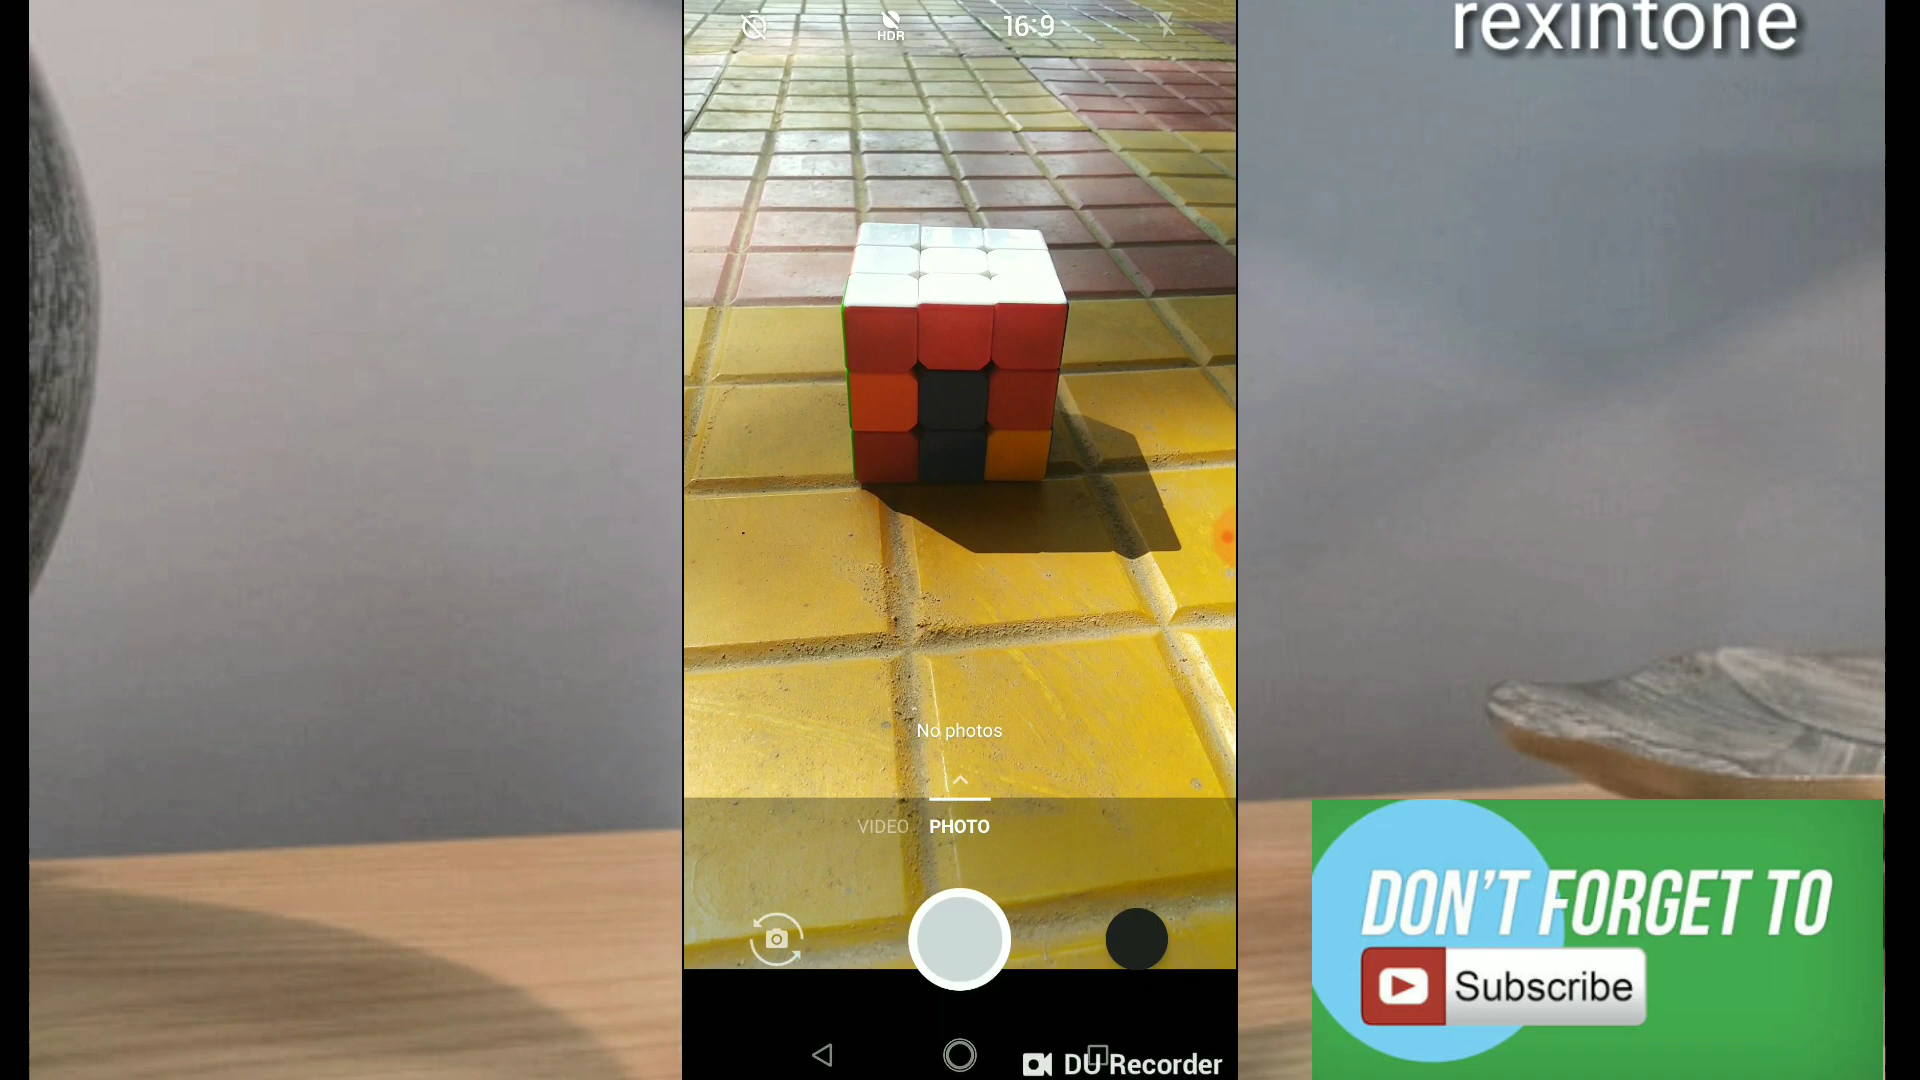 rexintone
HDR
16:9
No photos
VIDEO PHOTO
DON'T FORGET TO
Subscribe
DU Recorder